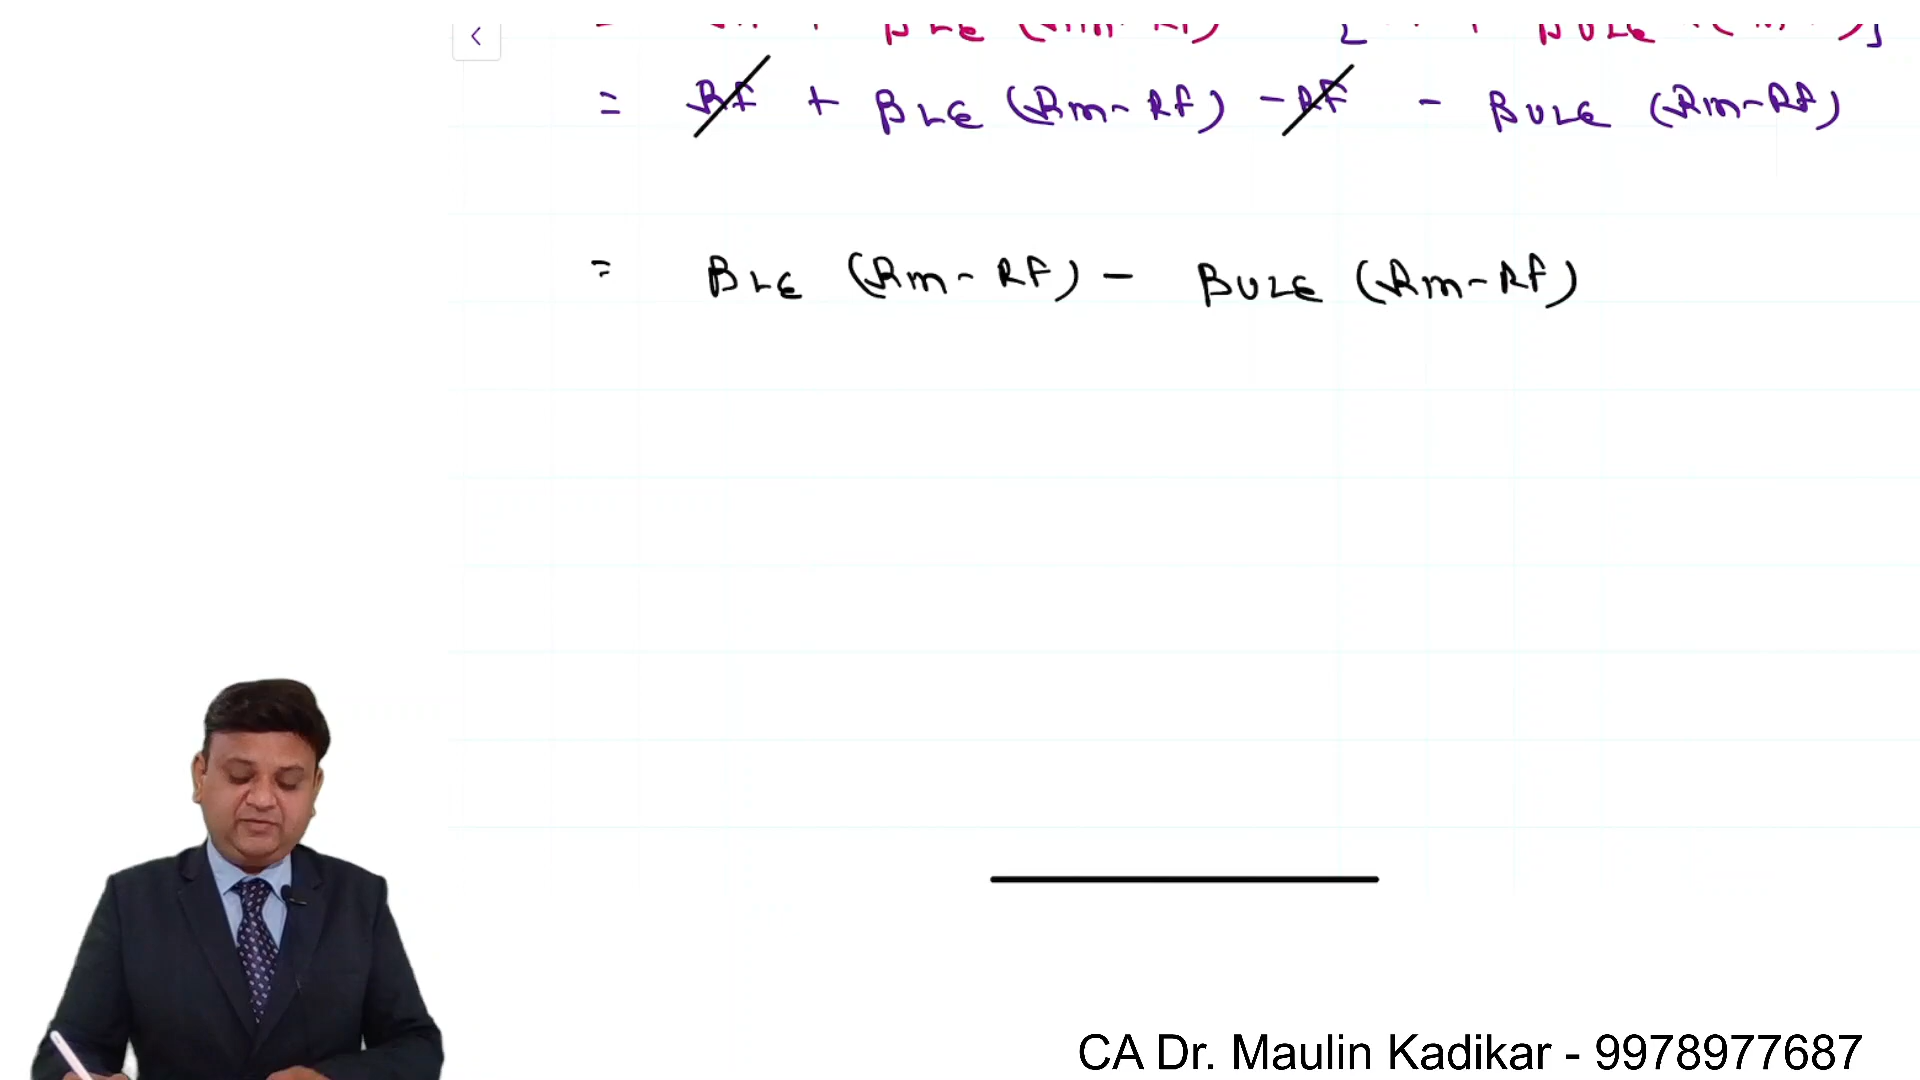 = Rf + βLE (Rm-Rf) - Rf - βULE (Rm-Rf)
= βLE (Rm-Rf) - βULE (Rm-Rf)
CA Dr. Maulin Kadikar - 9978977687